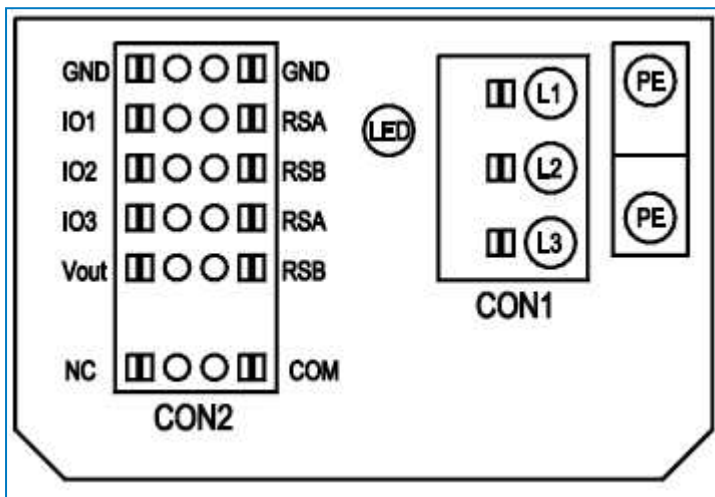 GND GND
IO1 RSA
IO2 RSB
IO3 RSA
Vout RSB
NC COM
CON2
LED
L1
L2
L3
CON1
PE
PE